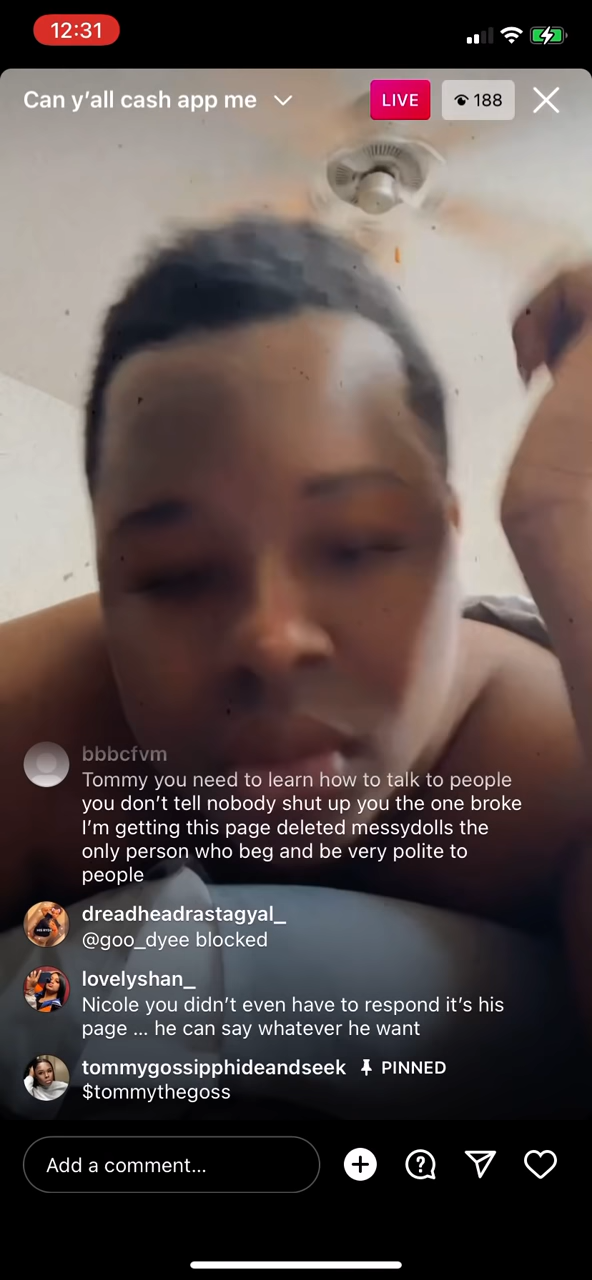 12:31
Can y’all cash app me
LIVE
188
bbbcfvm
Tommy you need to learn how to talk to people
you don’t tell nobody shut up you the one broke
I’m getting this page deleted messydolls the
only person who beg and be very polite to
people
dreadheadrastagyal_
@goo_dyee blocked
lovelyshan_
Nicole you didn’t even have to respond it’s his
page ... he can say whatever he want
tommygossipphideandseek PINNED
$tommythegoss
Add a comment...